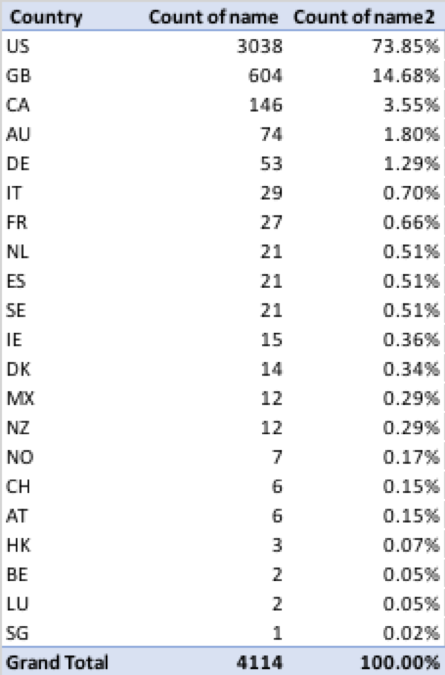 Country Count of name Count of name2
US 3038 73.85%
GB 604 14.68%
CA 146 3.55%
AU 74 1.80%
DE 53 1.29%
IT 29 0.70%
FR 27 0.66%
NL 21 0.51%
ES 21 0.51%
SE 21 0.51%
IE 15 0.36%
DK 14 0.34%
MX 12 0.29%
NZ 12 0.29%
NO 7 0.17%
CH 6 0.15%
AT 6 0.15%
HK 3 0.07%
BE 2 0.05%
LU 2 0.05%
SG 1 0.02%
Grand Total 4114 100.00%